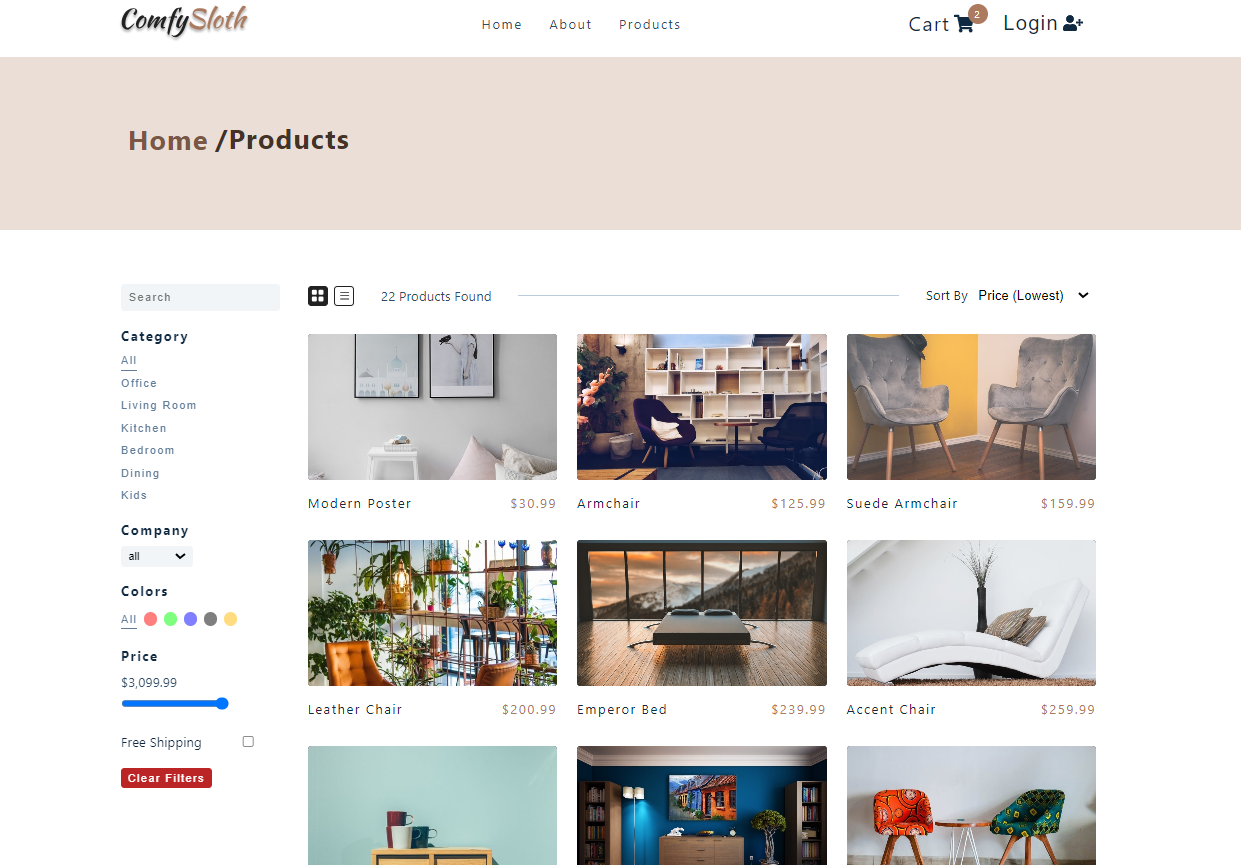 ComfySloth
Home About Products
Cart 2 Login
Home /Products
Search
Category
All
Office
Living Room
Kitchen
Bedroom
Dining
Kids
Company
all
Colors
All
Price
$3,099.99
Free Shipping
Clear Filters
22 Products Found
Sort By Price (Lowest)
Modern Poster $30.99
Armchair $125.99
Suede Armchair $159.99
Leather Chair $200.99
Emperor Bed $239.99
Accent Chair $259.99